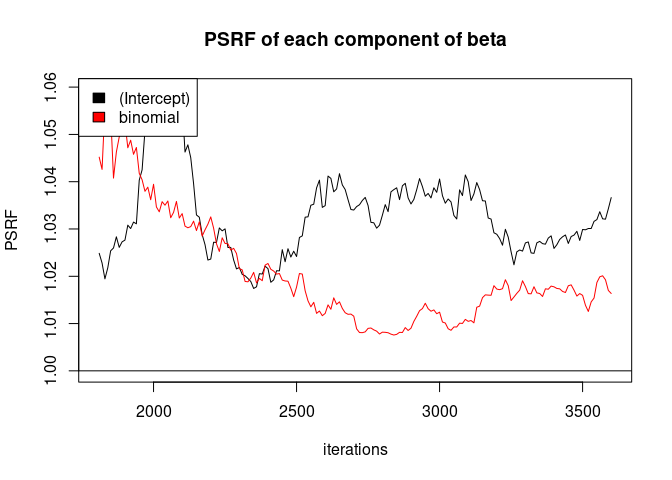 PSRF of each component of beta
(Intercept)
binomial
PSRF
1.06
1.05
1.04
1.03
1.02
1.01
1.00
2000 2500 3000 3500
iterations